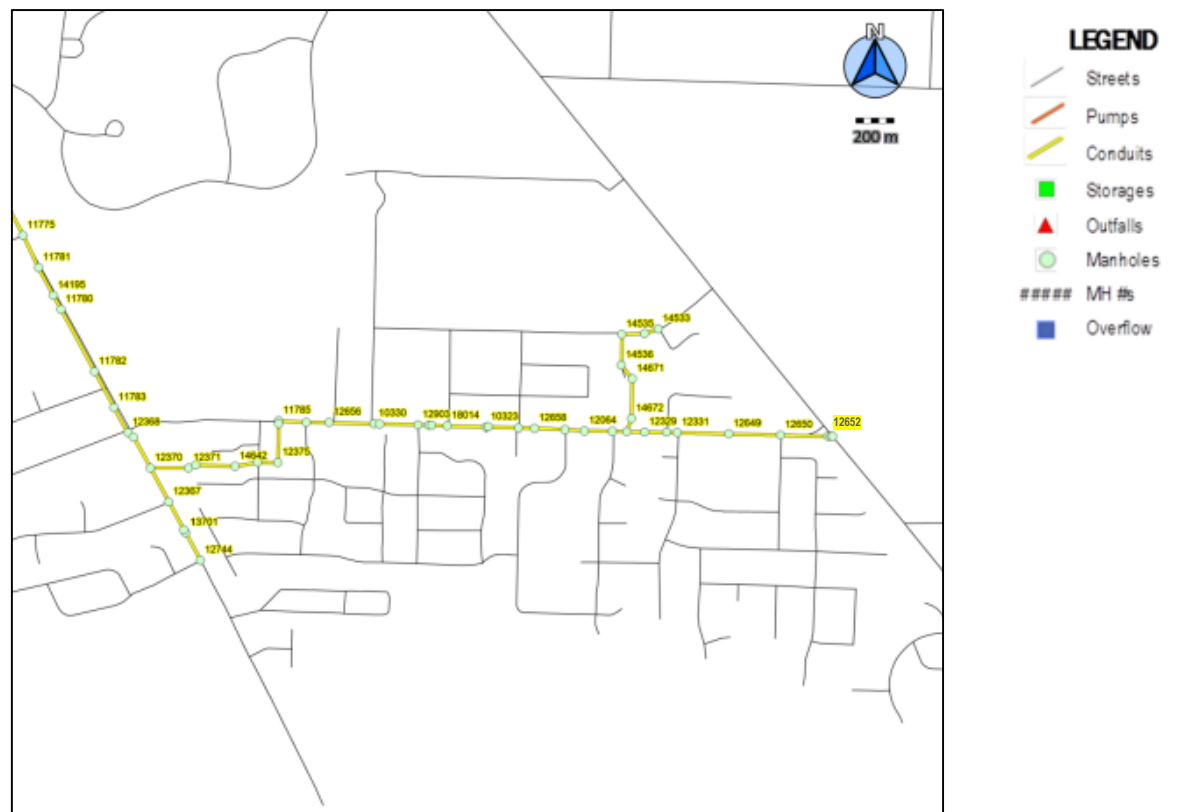 N
200 m
LEGEND
Streets
Pumps
Conduits
Storages
Outfalls
Manholes
##### MH #s
Overflow
11775
11781
14195
11780
11782
11783
12368
12370
12371
14642
12375
12367
13701
12744
11785
12656
10330
12903
18014
10323
12658
12064
12329
12331
12649
12650
12652
14535
14533
14536
14671
14672